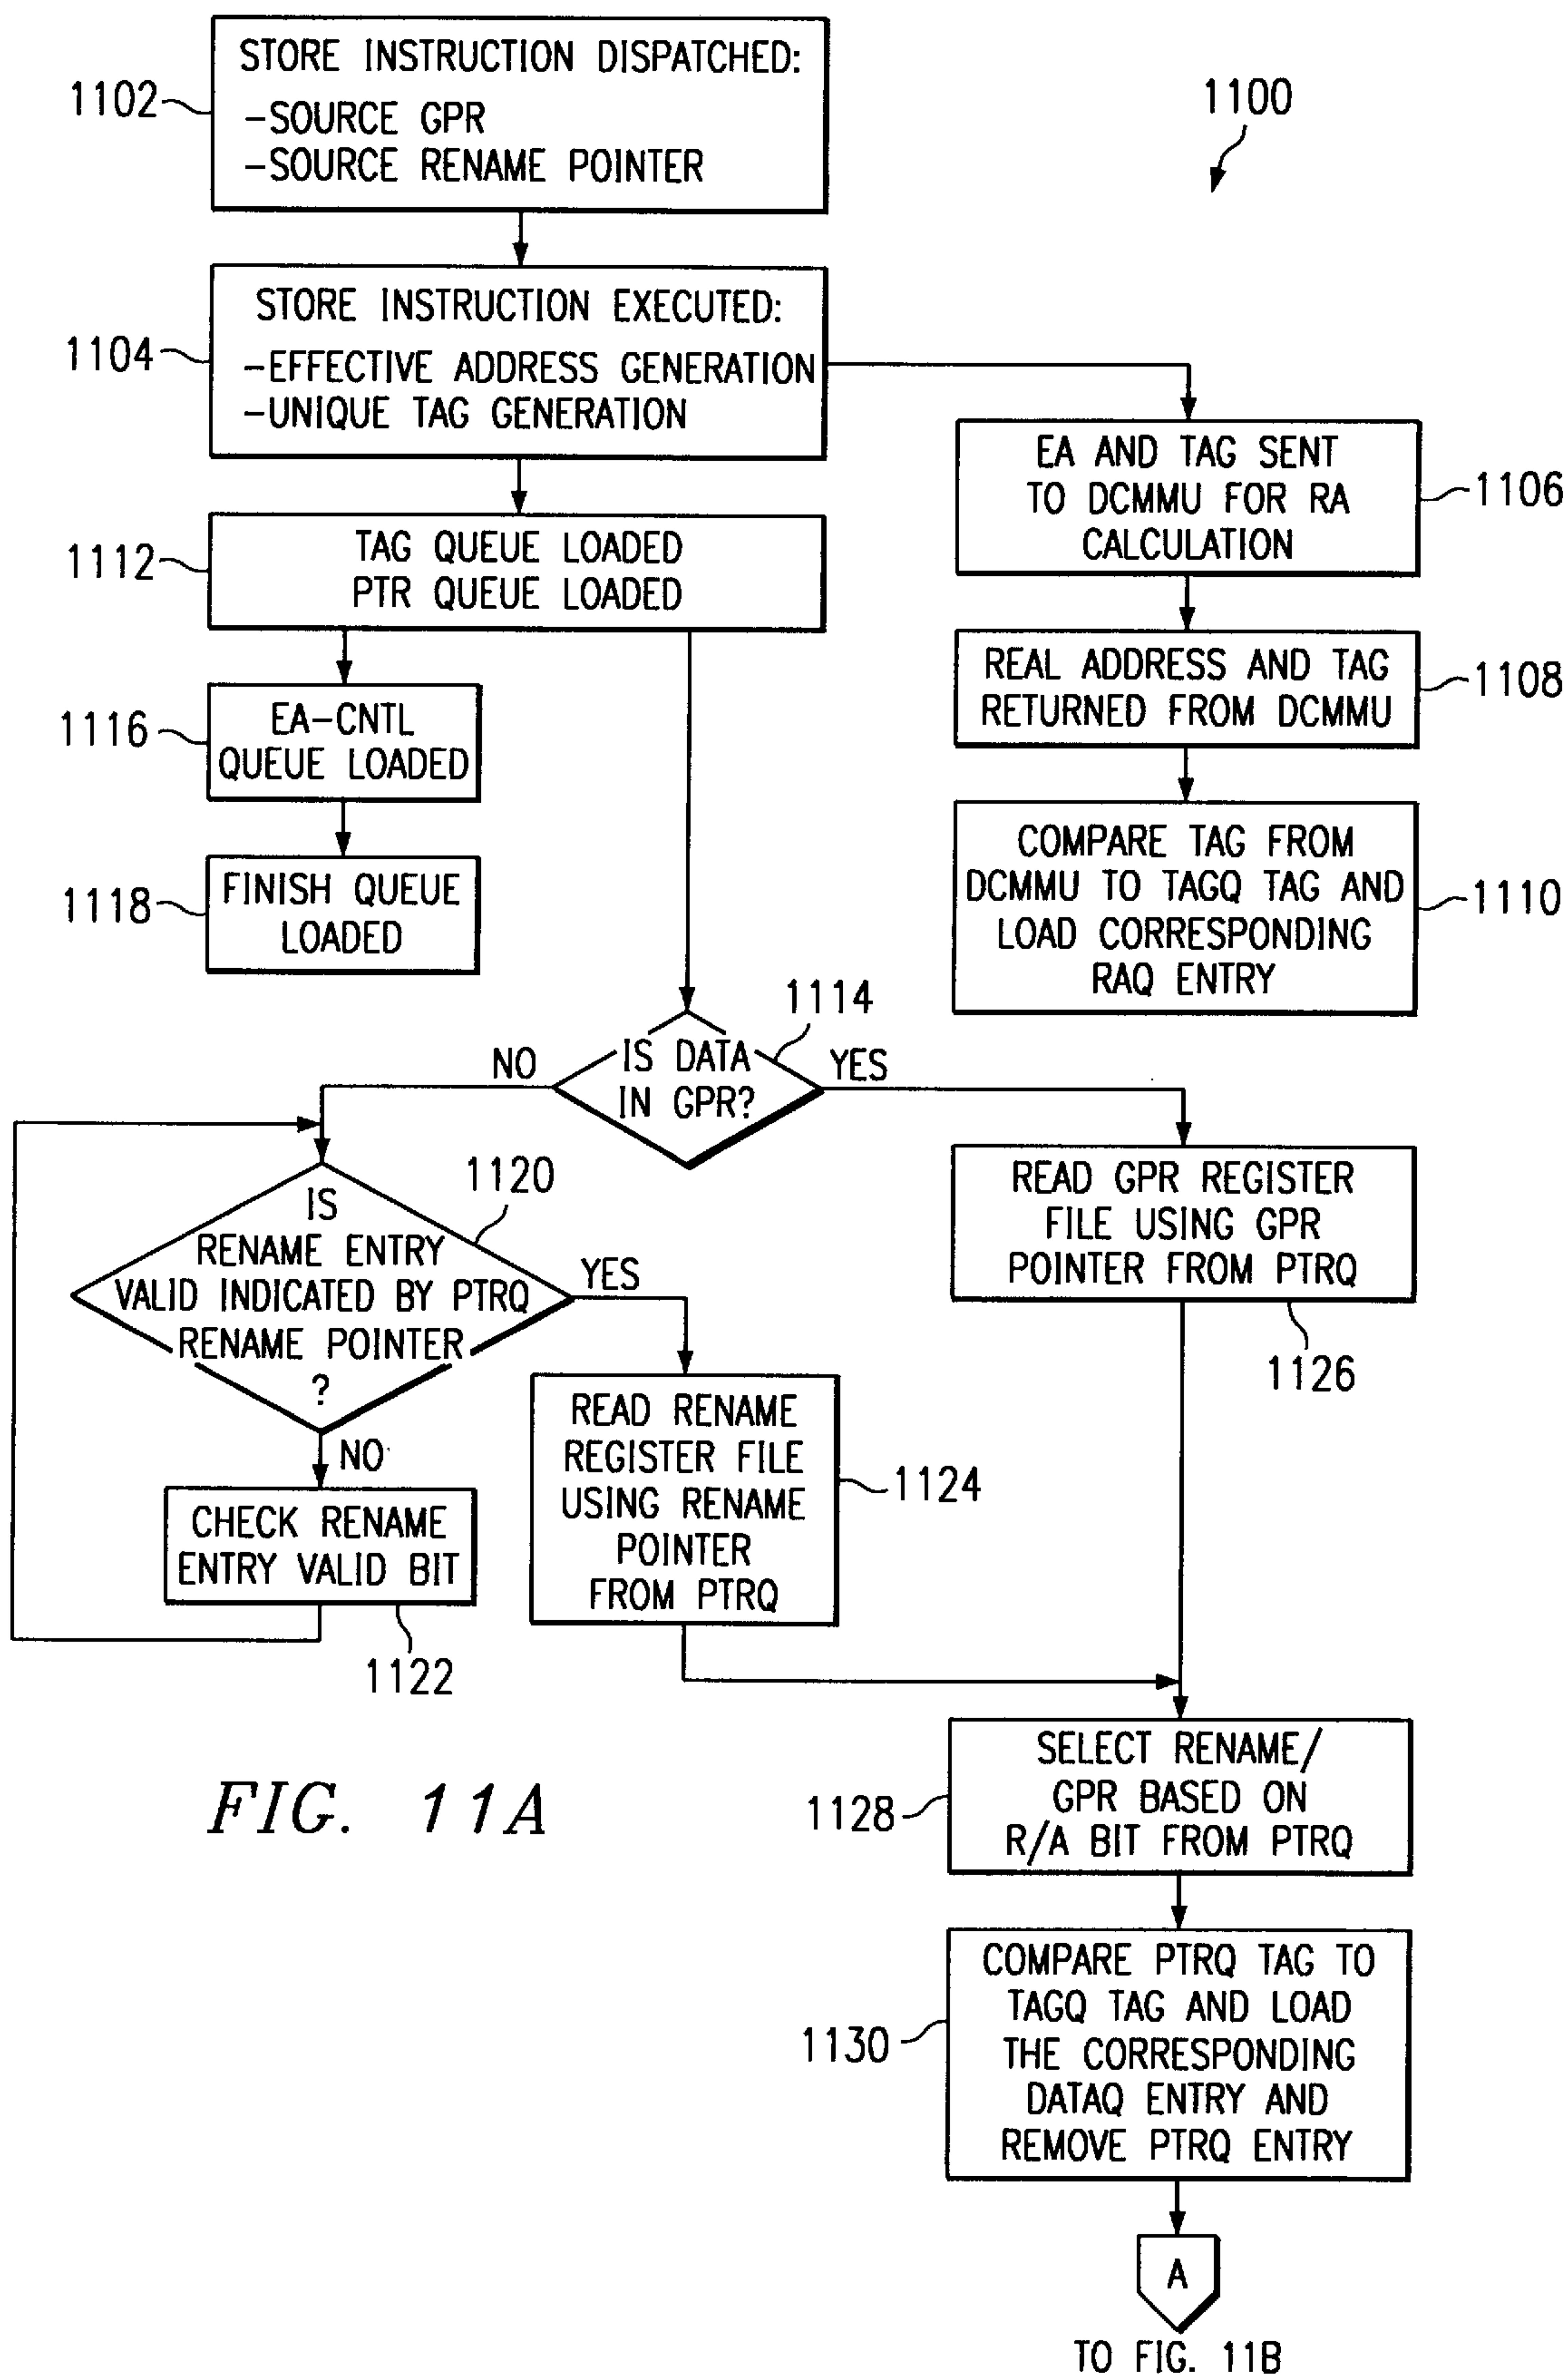 STORE INSTRUCTION DISPATCHED:
-SOURCE GPR
-SOURCE RENAME POINTER
1102
1100
STORE INSTRUCTION EXECUTED:
-EFFECTIVE ADDRESS GENERATION
-UNIQUE TAG GENERATION
1104
EA AND TAG SENT
TO DCMMU FOR RA
CALCULATION
1106
TAG QUEUE LOADED
PTR QUEUE LOADED
1112
REAL ADDRESS AND TAG
RETURNED FROM DCMMU
1108
EA-CNTL
QUEUE LOADED
1116
COMPARE TAG FROM
DCMMU TO TAGQ TAG AND
LOAD CORRESPONDING
RAQ ENTRY
1110
FINISH QUEUE
LOADED
1118
1114
IS DATA
IN GPR?
NO
YES
1120
IS
RENAME ENTRY
VALID INDICATED BY PTRQ
RENAME POINTER
?
YES
NO
READ GPR REGISTER
FILE USING GPR
POINTER FROM PTRQ
1126
READ RENAME
REGISTER FILE
USING RENAME
POINTER
FROM PTRQ
1124
CHECK RENAME
ENTRY VALID BIT
1122
SELECT RENAME/
GPR BASED ON
R/A BIT FROM PTRQ
1128
FIG. 11A
COMPARE PTRQ TAG TO
TAGQ TAG AND LOAD
THE CORRESPONDING
DATAQ ENTRY AND
REMOVE PTRQ ENTRY
1130
A
TO FIG. 11B